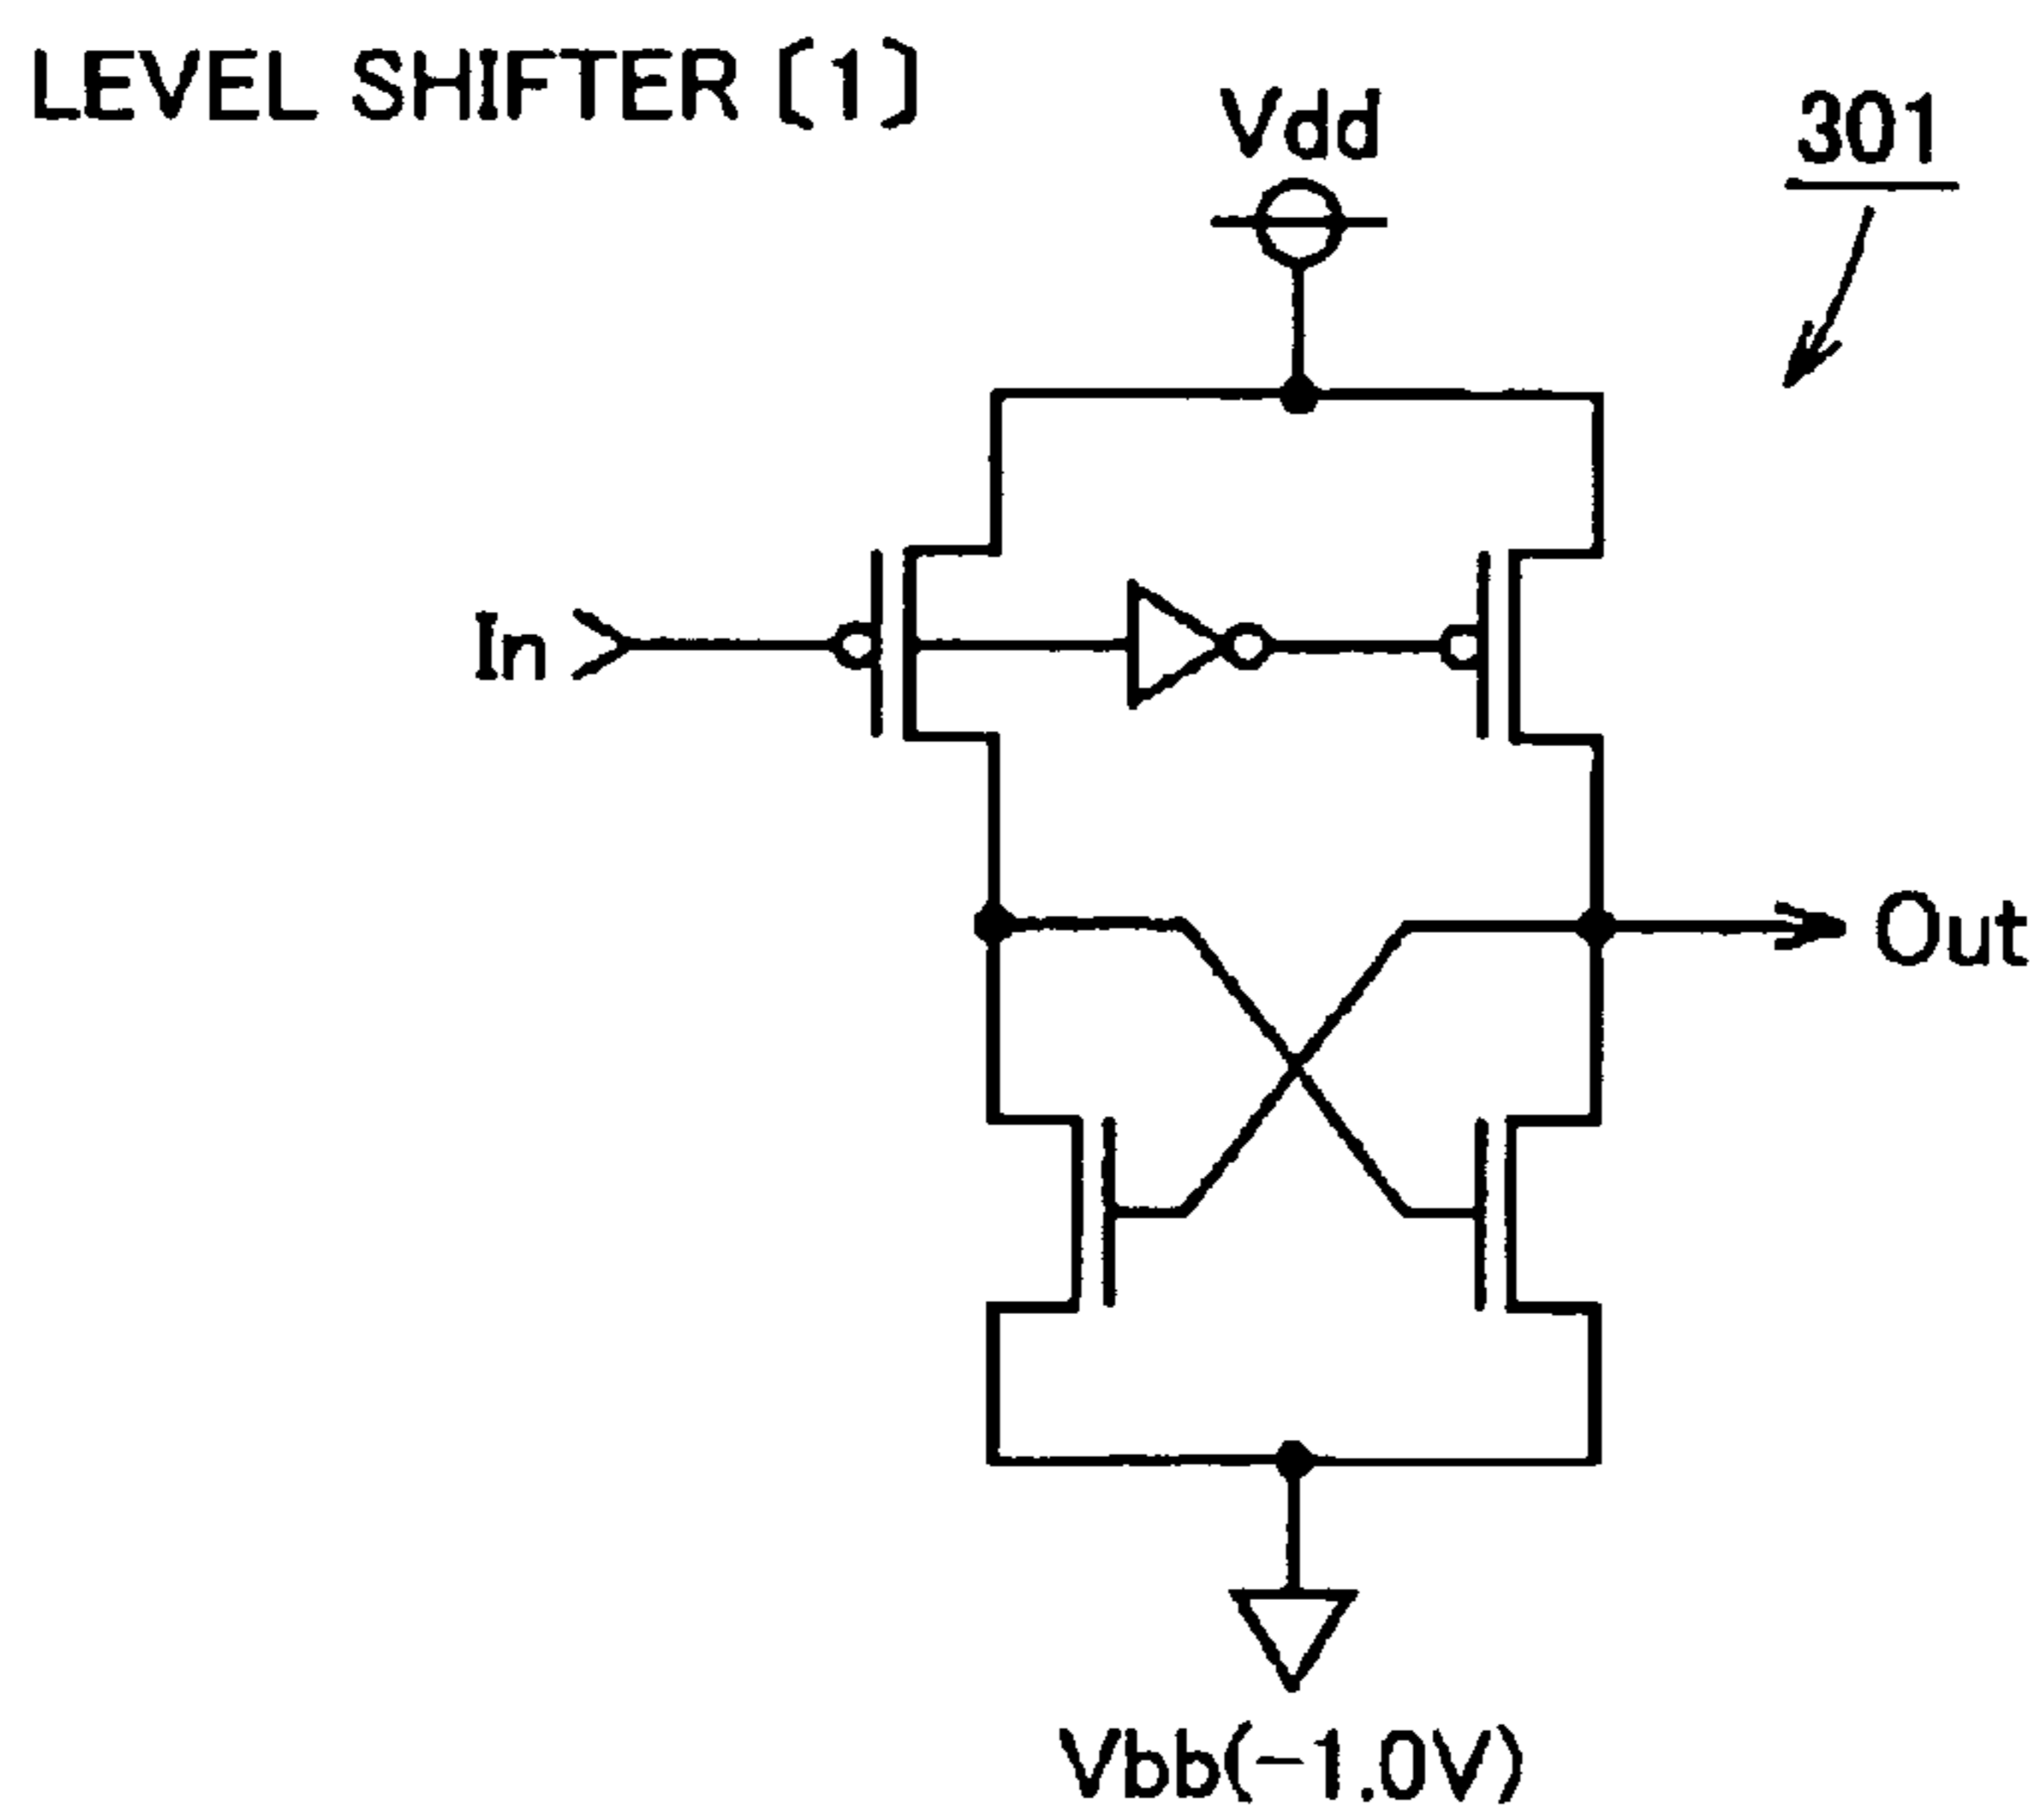 LEVEL SHIFTER〔1〕
Vdd
301
In
Out
Vbb(−1.0V)